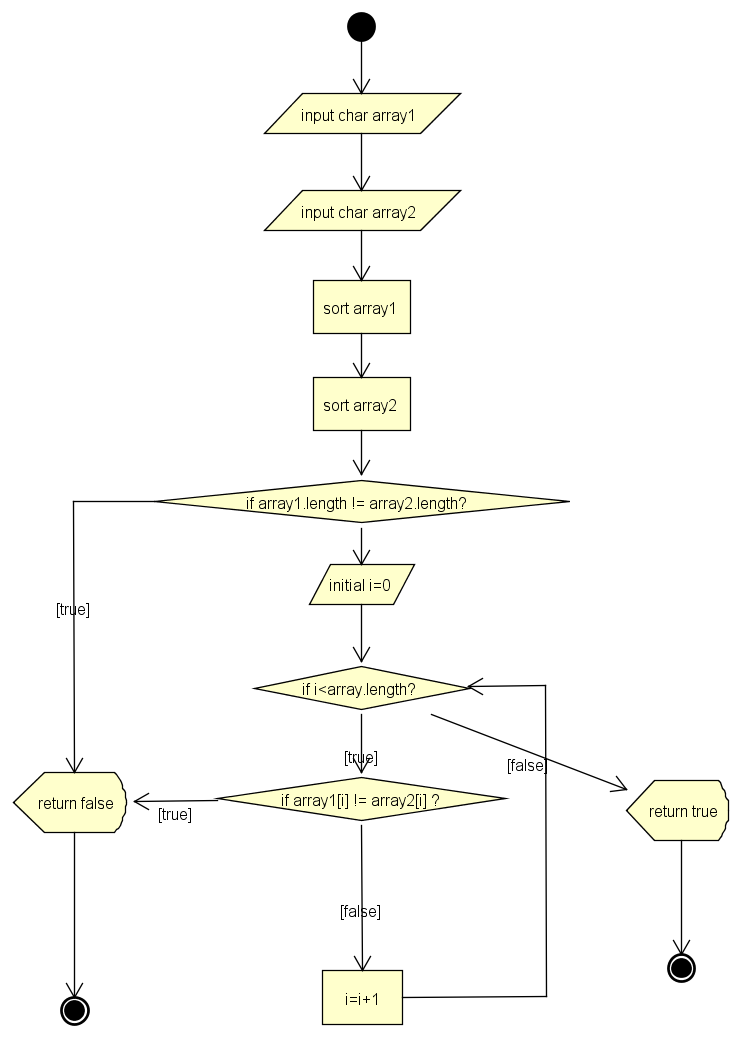 input char array1
input char array2
sort array1
sort array2
if array1.length != array2.length?
initial i=0
[true]
if i<array.length?
[true]
[false]
return false
[true]
if array1[i] != array2[i] ?
return true
[false]
i=i+1